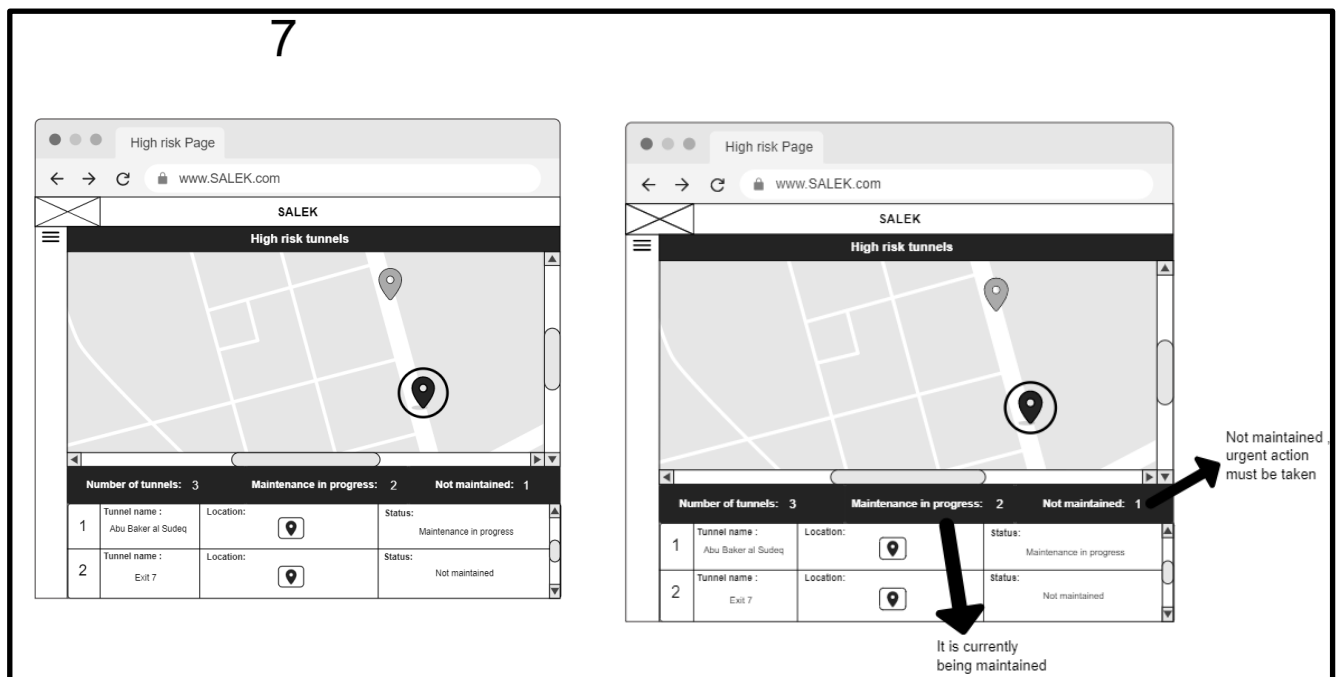 7
High risk Page
www.SALEK.com
SALEK
High risk tunnels
Number of tunnels: 3 Maintenance in progress: 2 Not maintained: 1
1 Tunnel name : Location: Status:
Abu Baker al Sudeq Maintenance in progress
2 Tunnel name : Location: Status:
Exit 7 Not maintained
High risk Page
www.SALEK.com
SALEK
High risk tunnels
Number of tunnels: 3 Maintenance in progress: 2 Not maintained: 1
1 Tunnel name : Location: Status:
Abu Baker al Sudeq Maintenance in progress
2 Tunnel name : Location: Status:
Exit 7 Not maintained
Not maintained ,
urgent action
must be taken
It is currently
being maintained